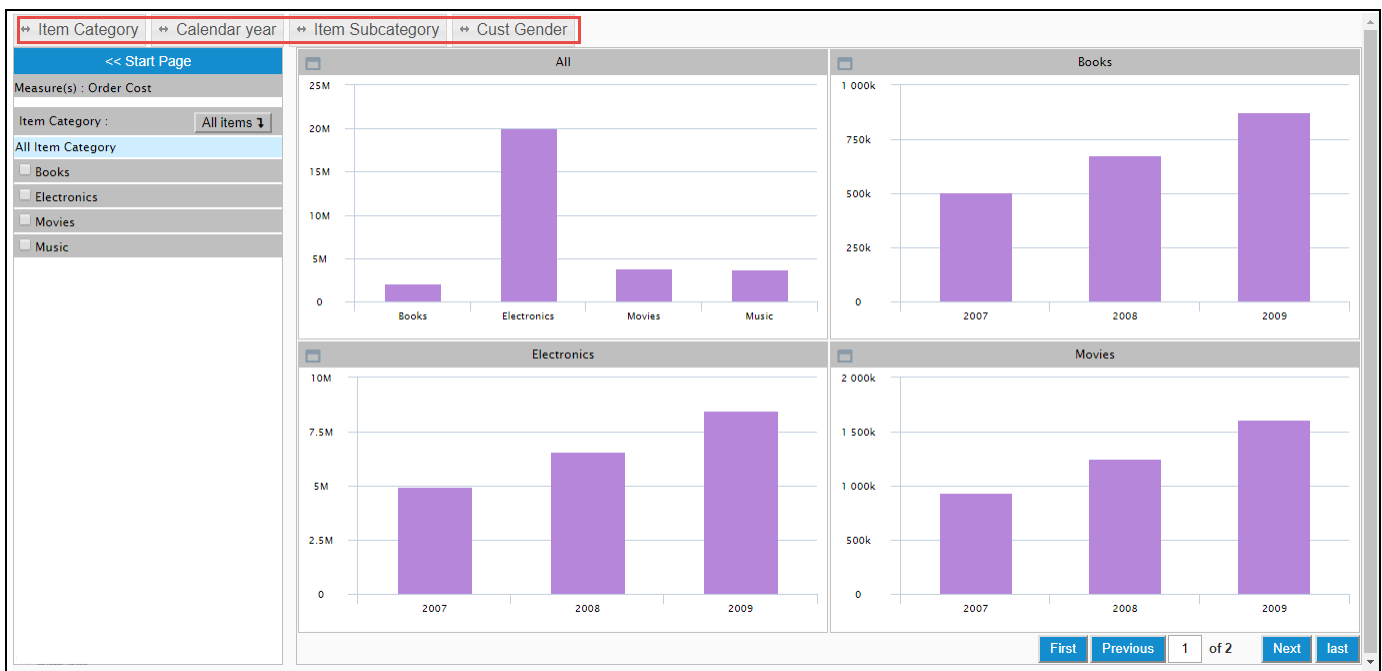 Item Category Calendar year Item Subcategory Cust Gender
<< Start Page
Measure(s) : Order Cost
Item Category : All items
All Item Category
Books
Electronics
Movies
Music
All
25M
20M
15M
10M
5M
0
Books Electronics Movies Music
Books
1 000k
750k
500k
250k
0
2007 2008 2009
Electronics
10M
7.5M
5M
2.5M
0
2007 2008 2009
Movies
2 000k
1 500k
1 000k
500k
0
2007 2008 2009
First Previous 1 of 2 Next last